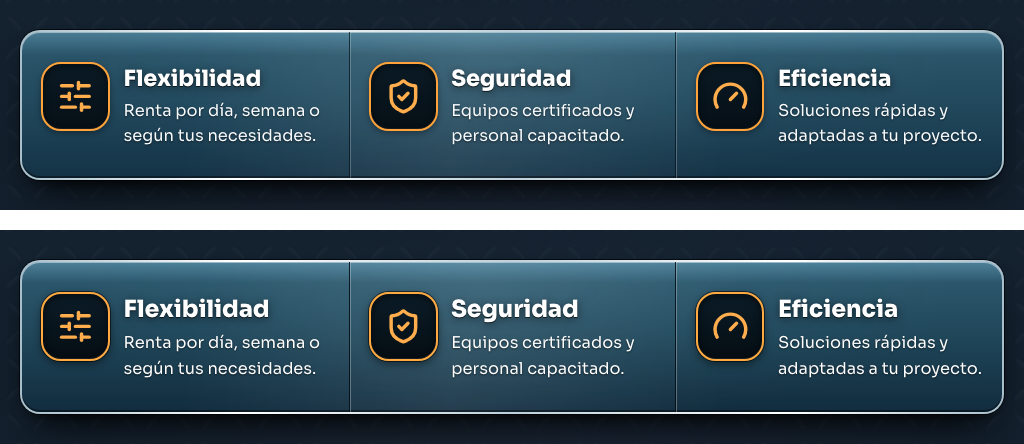 Flexibilidad
Renta por día, semana o
según tus necesidades.
Seguridad
Equipos certificados y
personal capacitado.
Eficiencia
Soluciones rápidas y
adaptadas a tu proyecto.
Flexibilidad
Renta por día, semana o
según tus necesidades.
Seguridad
Equipos certificados y
personal capacitado.
Eficiencia
Soluciones rápidas y
adaptadas a tu proyecto.